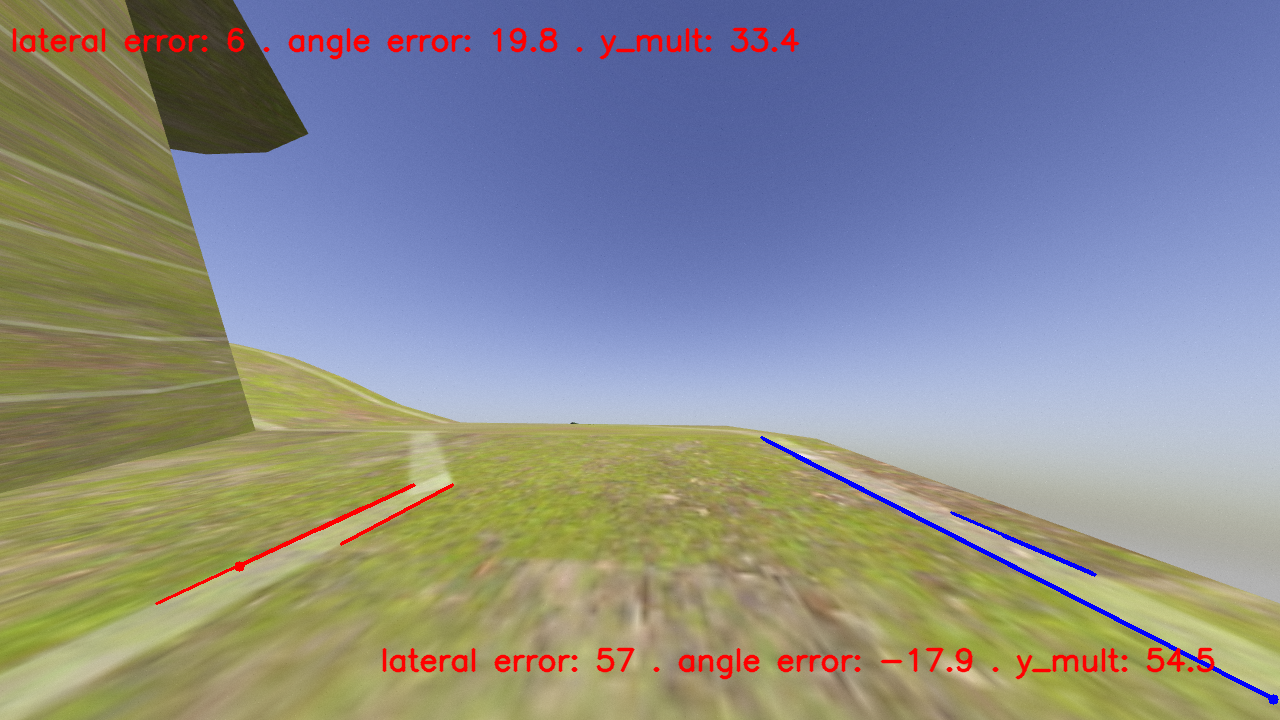 lateral error: 6 . angle error: 19.8 . y_mult: 33.4
lateral error: 57 . angle error: -17.9 . y_mult: 54.5